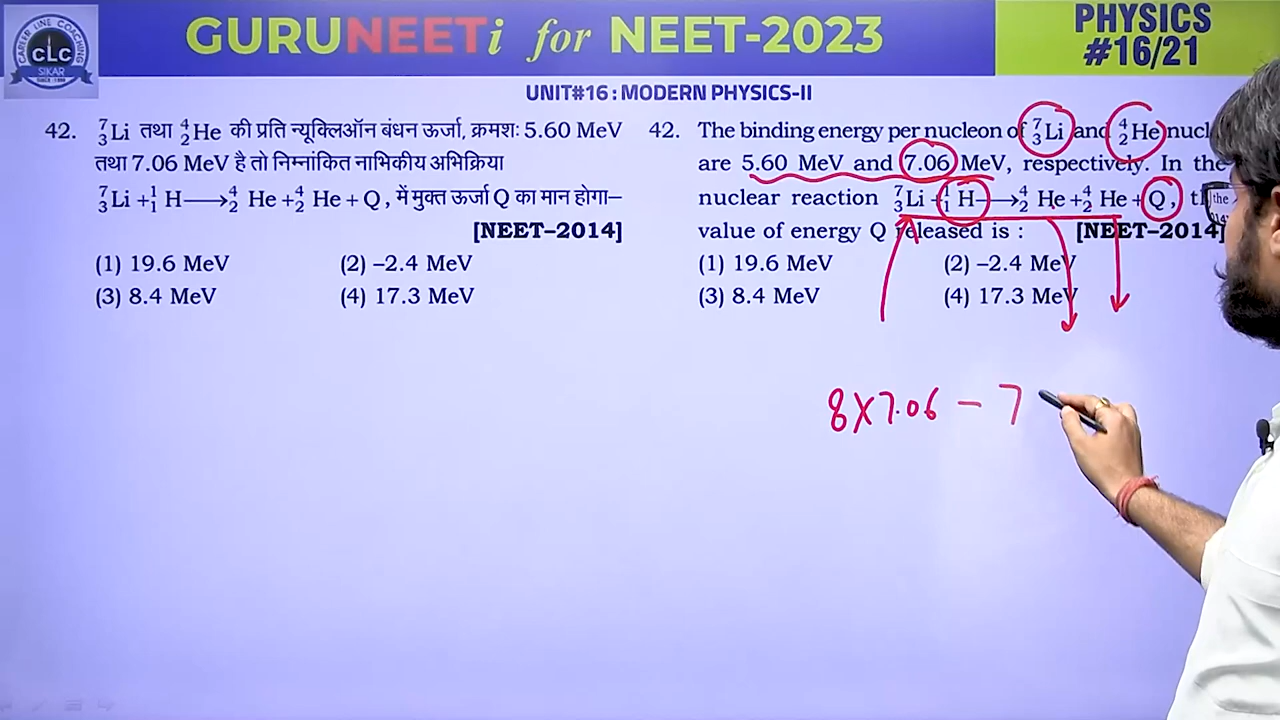 CAREER LINE COACHING
CLC
SIKAR
SINCE-1996
GURUNEETi for NEET-2023
PHYSICS
#16/21
UNIT#16 : MODERN PHYSICS-II
42. ⁷₃Li तथा ⁴₂He की प्रति न्यूक्लिऑन बंधन ऊर्जा, क्रमशः 5.60 MeV
तथा 7.06 MeV है तो निम्नांकित नाभिकीय अभिक्रिया
⁷₃Li + ¹₁H ⟶ ⁴₂He + ⁴₂He + Q, में मुक्त ऊर्जा Q का मान होगा–
[NEET–2014]
(1) 19.6 MeV (2) –2.4 MeV
(3) 8.4 MeV (4) 17.3 MeV
42. The binding energy per nucleon of ⁷₃Li and ⁴₂He
are 5.60 MeV and 7.06 MeV, respectively. In the
nuclear reaction ⁷₃Li + ¹₁H ⟶ ⁴₂He + ⁴₂He + Q,
value of energy Q released is : [NEET–2014]
(1) 19.6 MeV (2) –2.4 MeV
(3) 8.4 MeV (4) 17.3 MeV
8×7.06 – 7